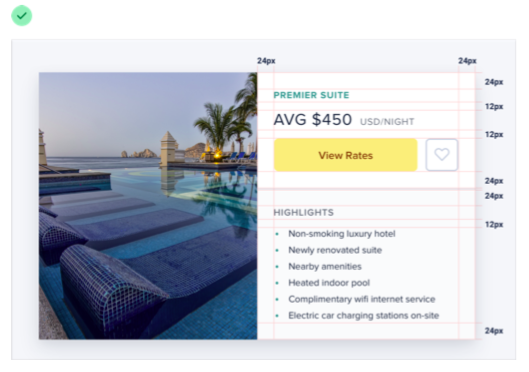 24px 24px
24px
PREMIER SUITE
12px
AVG $450 USD/NIGHT
12px
View Rates
24px
24px
HIGHLIGHTS
12px
Non-smoking luxury hotel
Newly renovated suite
Nearby amenities
Heated indoor pool
Complimentary wifi internet service
Electric car charging stations on-site
24px